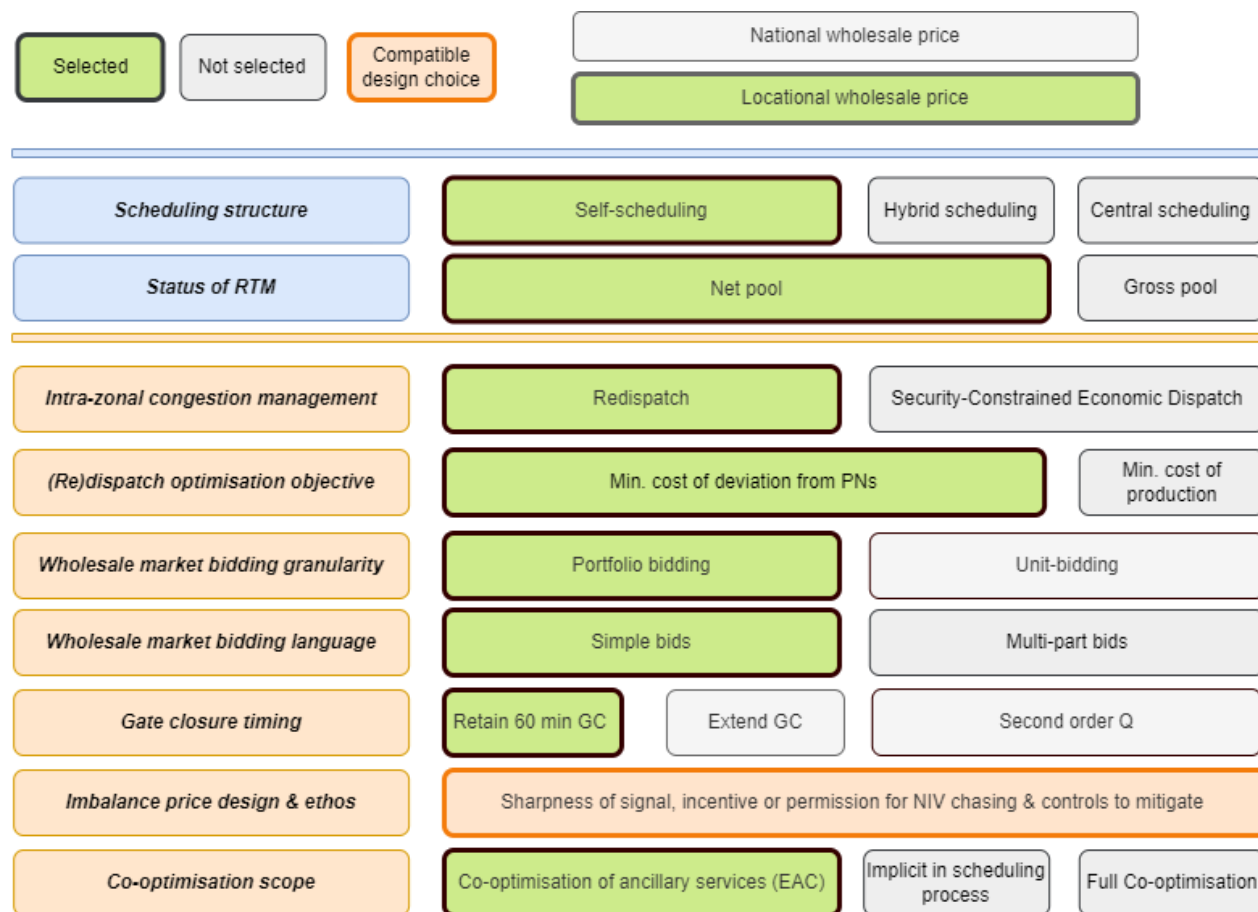 Selected
Not selected
Compatible
design choice
National wholesale price
Locational wholesale price
Scheduling structure
Self-scheduling
Hybrid scheduling
Central scheduling
Status of RTM
Net pool
Gross pool
Intra-zonal congestion management
Redispatch
Security-Constrained Economic Dispatch
(Re)dispatch optimisation objective
Min. cost of deviation from PNs
Min. cost of
production
Wholesale market bidding granularity
Portfolio bidding
Unit-bidding
Wholesale market bidding language
Simple bids
Multi-part bids
Gate closure timing
Retain 60 min GC
Extend GC
Second order Q
Imbalance price design & ethos
Sharpness of signal, incentive or permission for NIV chasing & controls to mitigate
Co-optimisation scope
Co-optimisation of ancillary services (EAC)
Implicit in scheduling
process
Full Co-optimisation